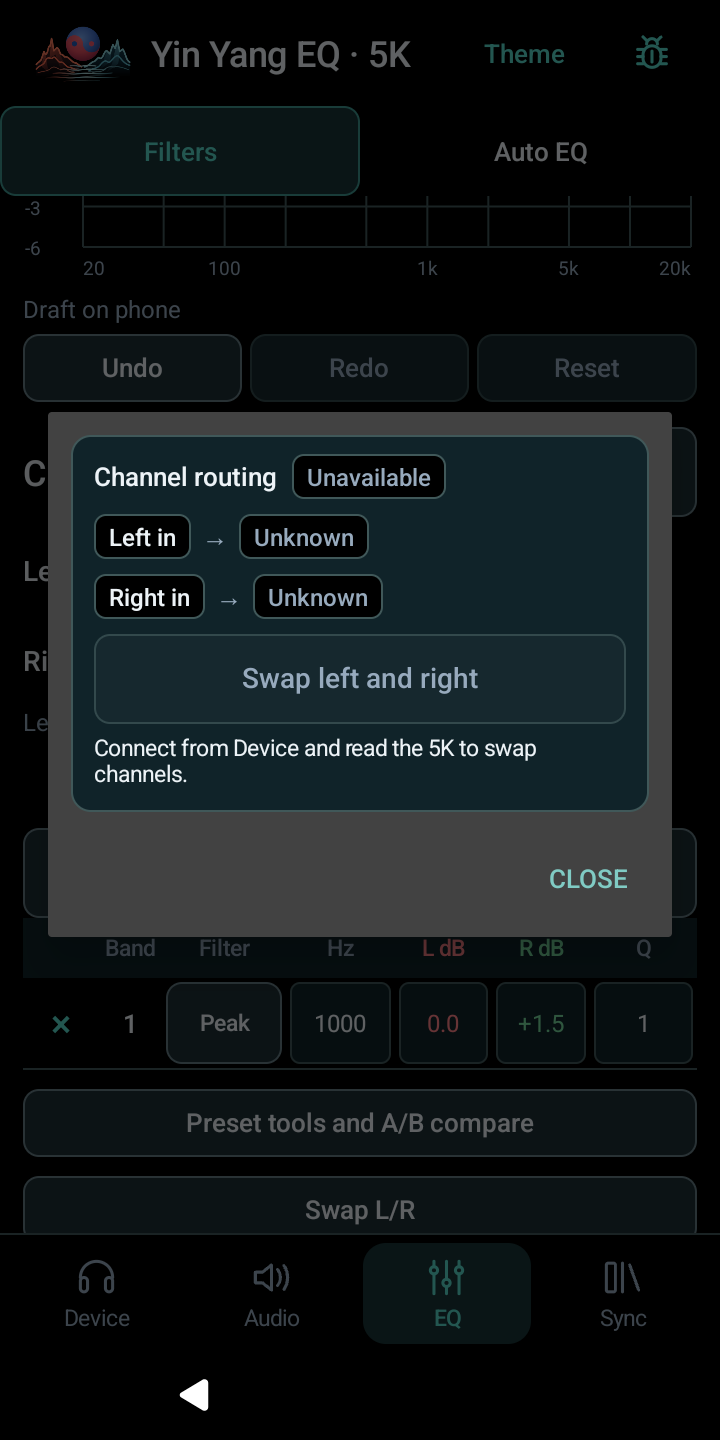 Yin Yang EQ · 5K
Theme
Filters
Auto EQ
-3
-6
20 100 1k 5k 20k
Draft on phone
Undo
Redo
Reset
C
Channel routing
Unavailable
Left in → Unknown
Le
Right in → Unknown
Ri
Swap left and right
Le
Connect from Device and read the 5K to swap
channels.
CLOSE
Band Filter Hz L dB R dB Q
× 1 Peak 1000 0.0 +1.5 1
Preset tools and A/B compare
Swap L/R
Device
Audio
EQ
Sync